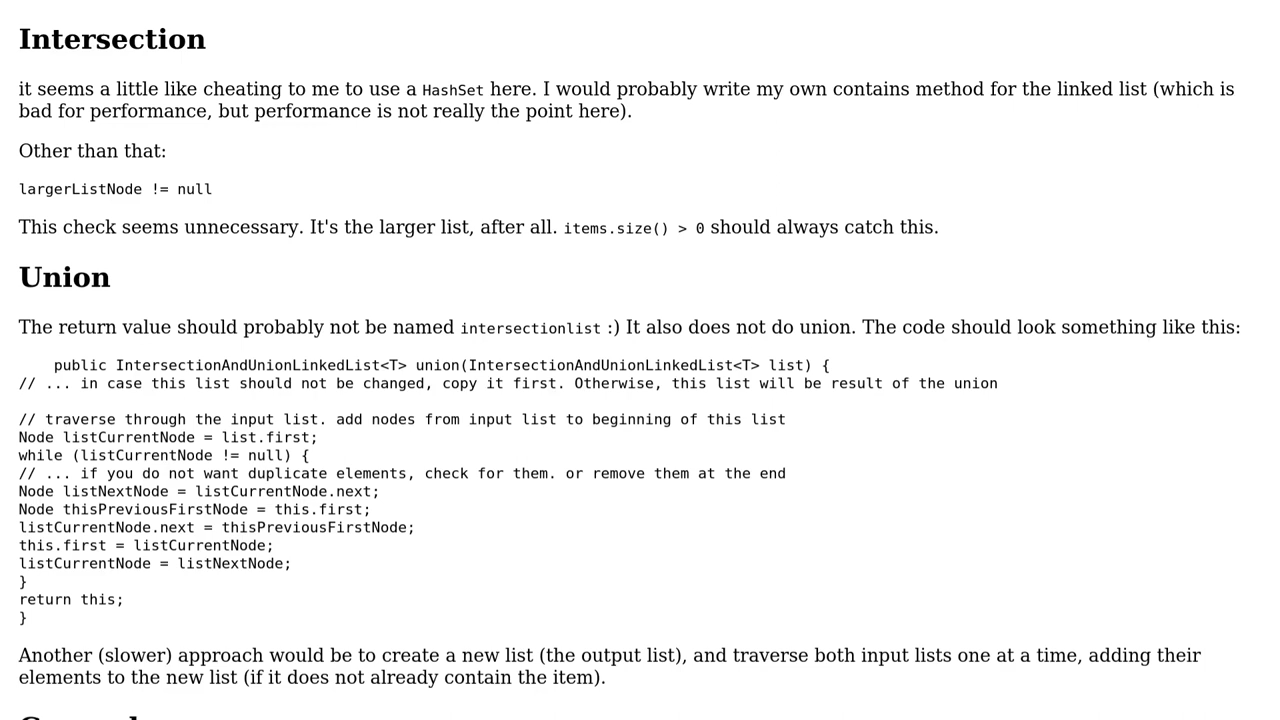 Intersection
it seems a little like cheating to me to use a HashSet here. I would probably write my own contains method for the linked list (which is
bad for performance, but performance is not really the point here).
Other than that:
largerListNode != null
This check seems unnecessary. It's the larger list, after all. items.size() > 0 should always catch this.
Union
The return value should probably not be named intersectionlist :) It also does not do union. The code should look something like this:
    public IntersectionAndUnionLinkedList<T> union(IntersectionAndUnionLinkedList<T> list) {
// ... in case this list should not be changed, copy it first. Otherwise, this list will be result of the union
// traverse through the input list. add nodes from input list to beginning of this list
Node listCurrentNode = list.first;
while (listCurrentNode != null) {
// ... if you do not want duplicate elements, check for them. or remove them at the end
Node listNextNode = listCurrentNode.next;
Node thisPreviousFirstNode = this.first;
listCurrentNode.next = thisPreviousFirstNode;
this.first = listCurrentNode;
listCurrentNode = listNextNode;
}
return this;
}
Another (slower) approach would be to create a new list (the output list), and traverse both input lists one at a time, adding their
elements to the new list (if it does not already contain the item).